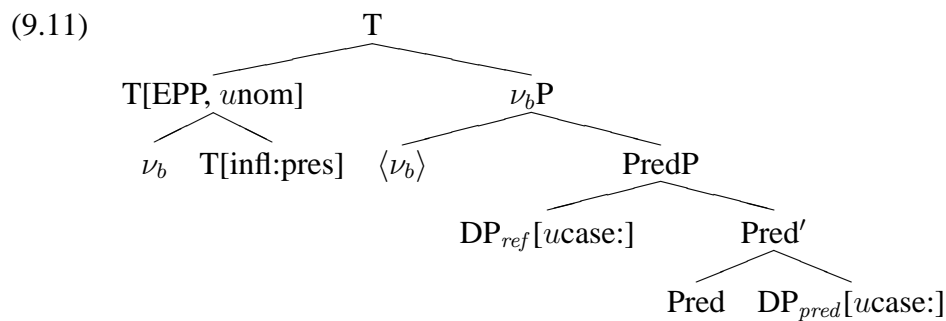 (9.11) T
T[EPP, unom] νbP
νb T[infl:pres] ⟨νb⟩ PredP
DPref[ucase:] Pred′
Pred DPpred[ucase:]